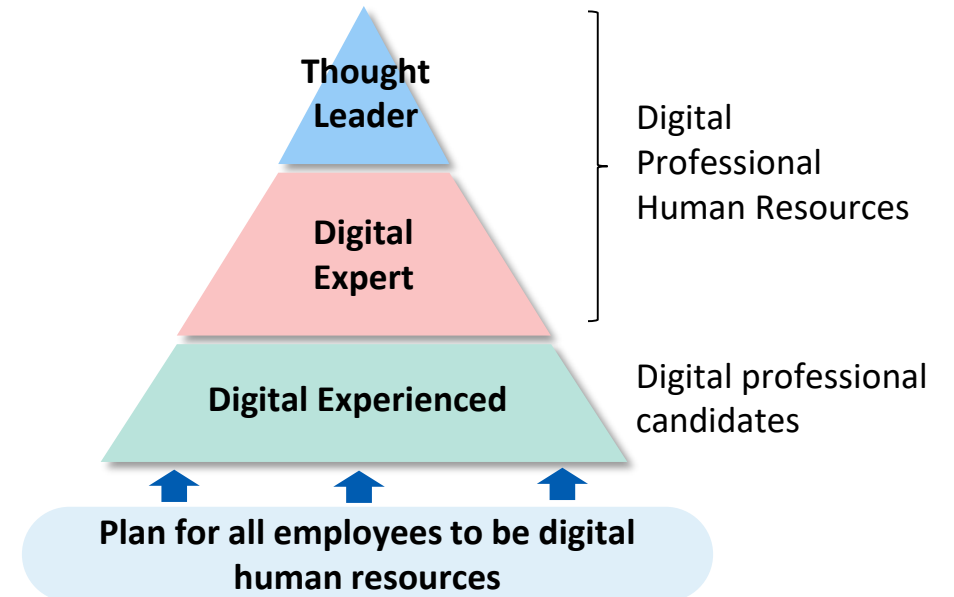 Thought
Leader
Digital
Professional
Human Resources
Digital
Expert
Digital Experienced
Digital professional
candidates
Plan for all employees to be digital
human resources